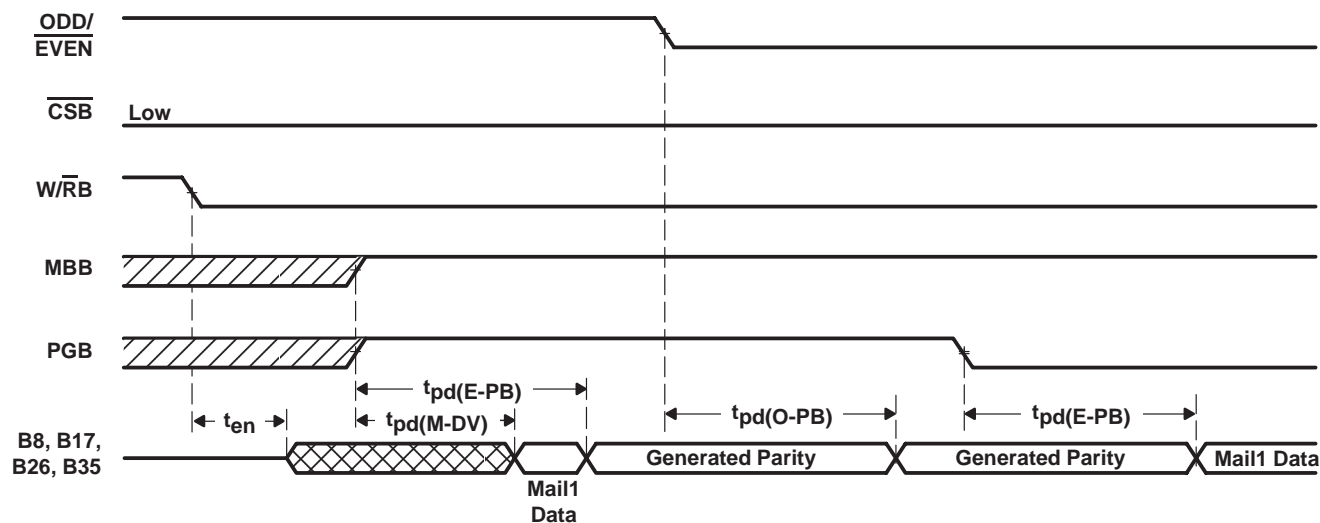 ODD/
EVEN
CSB
Low
W/RB
MBB
PGB
tpd(E-PB)
ten
tpd(M-DV)
tpd(O-PB)
tpd(E-PB)
B8, B17,
B26, B35
Generated Parity
Generated Parity
Mail1 Data
Mail1
Data